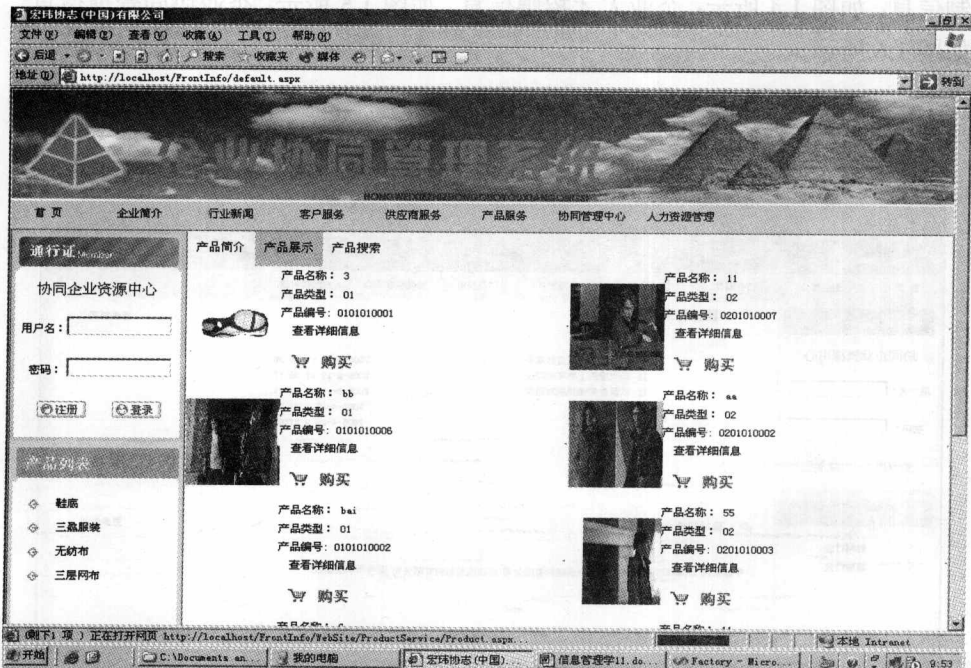 宏玮协志(中国)有限公司
文件(F) 编辑(E) 查看(V) 收藏(A) 工具(T) 帮助(H)
后退 搜索 收藏夹 媒体
地址(D) http://localhost/FrontInfo/default.aspx 转到
企业协同管理系统
首页 企业简介 行业新闻 客户服务 供应商服务 产品服务 协同管理中心 人力资源管理
通行证 Member
产品简介 产品展示 产品搜索
协同企业资源中心
用户名:
密码:
注册 登录
产品列表
鞋底
三盈服装
无纺布
三层网布
产品名称: 3
产品类型: 01
产品编号: 0101010001
查看详细信息
购买
产品名称: 11
产品类型: 02
产品编号: 0201010007
查看详细信息
购买
产品名称: bb
产品类型: 01
产品编号: 0101010006
查看详细信息
购买
产品名称: aa
产品类型: 02
产品编号: 0201010002
查看详细信息
购买
产品名称: bai
产品类型: 01
产品编号: 0101010002
查看详细信息
购买
产品名称: 55
产品类型: 02
产品编号: 0201010003
查看详细信息
购买
(剩下1 项) 正在打开网页 http://localhost/FrontInfo/WebSite/ProductService/Product.aspx... 本地 Intranet
开始 C:\Documents an... 我的电脑 宏玮协志(中国)... 信息管理学11.do... Factory - Micro... 8:53